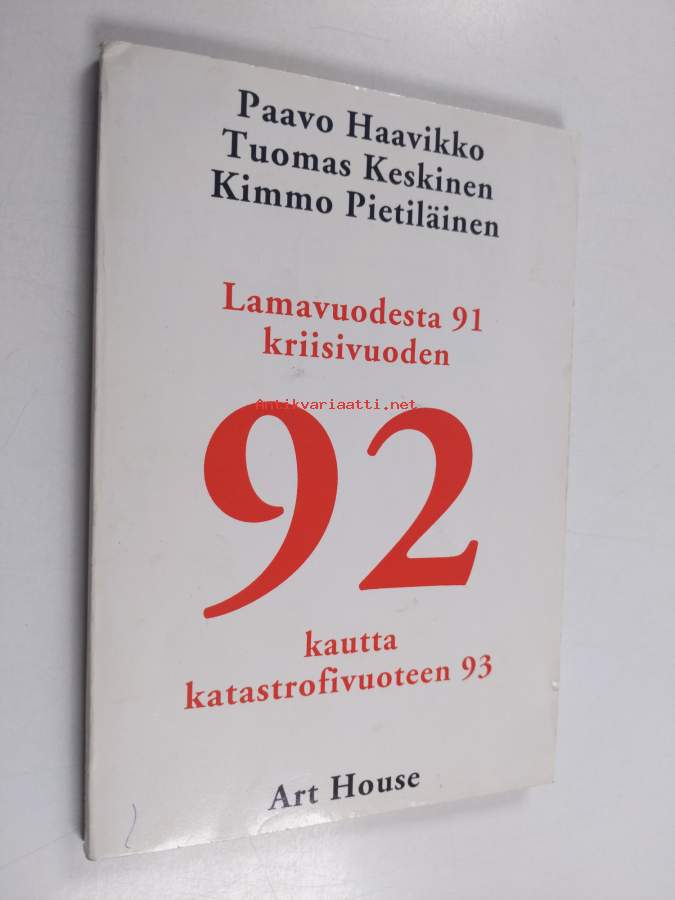 Paavo Haavikko
Tuomas Keskinen
Kimmo Pietiläinen
Lamavuodesta 91
kriisivuoden
Antikvariaatti.net
92
kautta
katastrofivuoteen 93
Art House